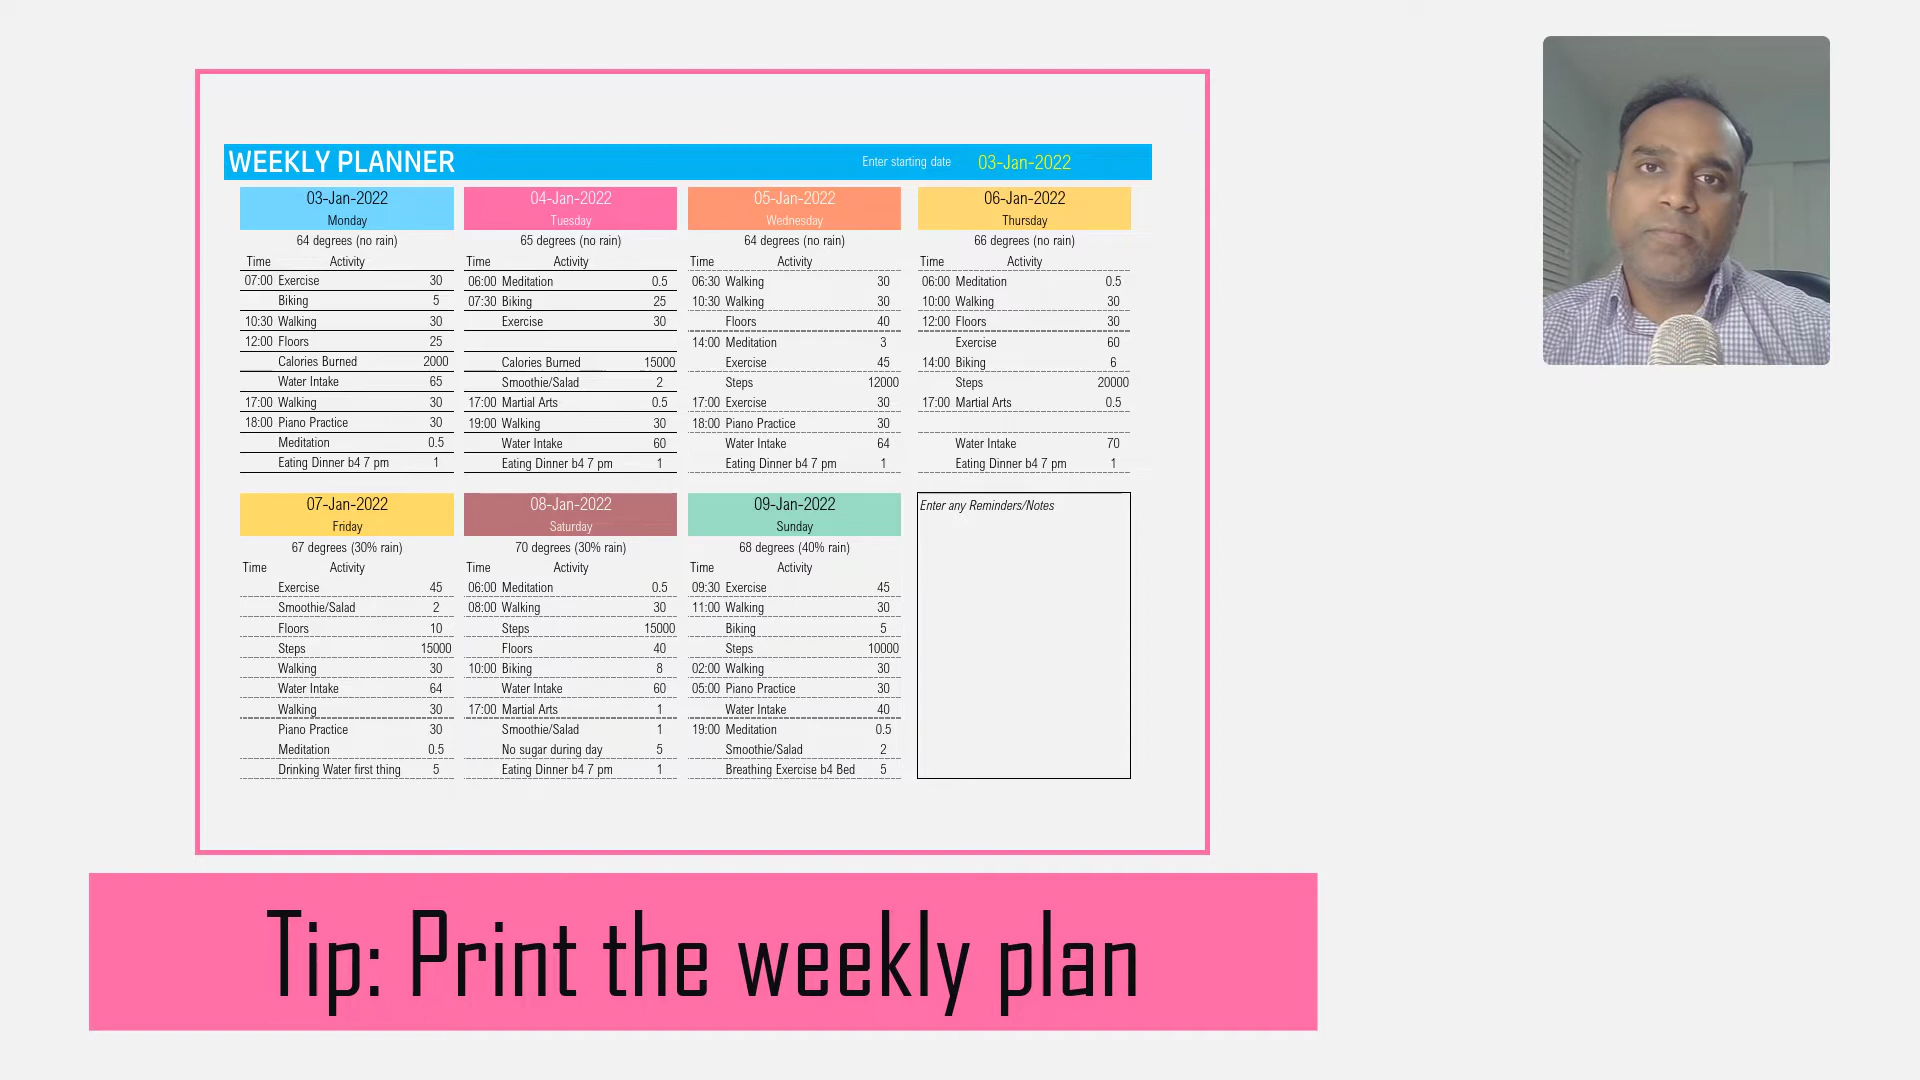 WEEKLY PLANNER Enter starting date 03-Jan-2022
03-Jan-2022
Monday
64 degrees (no rain)
Time Activity
07:00 Exercise 30
Biking 5
10:30 Walking 30
12:00 Floors 25
Calories Burned 2000
Water Intake 65
17:00 Walking 30
18:00 Piano Practice 30
Meditation 0.5
Eating Dinner b4 7 pm 1
04-Jan-2022
Tuesday
65 degrees (no rain)
Time Activity
06:00 Meditation 0.5
07:30 Biking 25
Exercise 30
Calories Burned 15000
Smoothie/Salad 2
17:00 Martial Arts 0.5
19:00 Walking 30
Water Intake 60
Eating Dinner b4 7 pm 1
05-Jan-2022
Wednesday
64 degrees (no rain)
Time Activity
06:30 Walking 30
10:30 Walking 30
Floors 40
14:00 Meditation 3
Exercise 45
Steps 12000
17:00 Exercise 30
18:00 Piano Practice 30
Water Intake 64
Eating Dinner b4 7 pm 1
06-Jan-2022
Thursday
66 degrees (no rain)
Time Activity
06:00 Meditation 0.5
10:00 Walking 30
12:00 Floors 30
Exercise 60
14:00 Biking 6
Steps 20000
17:00 Martial Arts 0.5
Water Intake 70
Eating Dinner b4 7 pm 1
07-Jan-2022
Friday
67 degrees (30% rain)
Time Activity
Exercise 45
Smoothie/Salad 2
Floors 10
Steps 15000
Walking 30
Water Intake 64
Walking 30
Piano Practice 30
Meditation 0.5
Drinking Water first thing 5
08-Jan-2022
Saturday
70 degrees (30% rain)
Time Activity
06:00 Meditation 0.5
08:00 Walking 30
Steps 15000
Floors 40
10:00 Biking 8
Water Intake 60
17:00 Martial Arts 1
Smoothie/Salad 1
No sugar during day 5
Eating Dinner b4 7 pm 1
09-Jan-2022
Sunday
68 degrees (40% rain)
Time Activity
09:30 Exercise 45
11:00 Walking 30
Biking 5
Steps 10000
02:00 Walking 30
05:00 Piano Practice 30
Water Intake 40
19:00 Meditation 0.5
Smoothie/Salad 2
Breathing Exercise b4 Bed 5
Enter any Reminders/Notes
Tip: Print the weekly plan